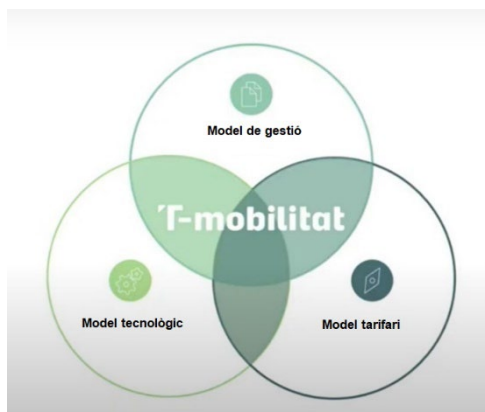 Model de gestió
T-mobilitat
Model tecnològic
Model tarifari